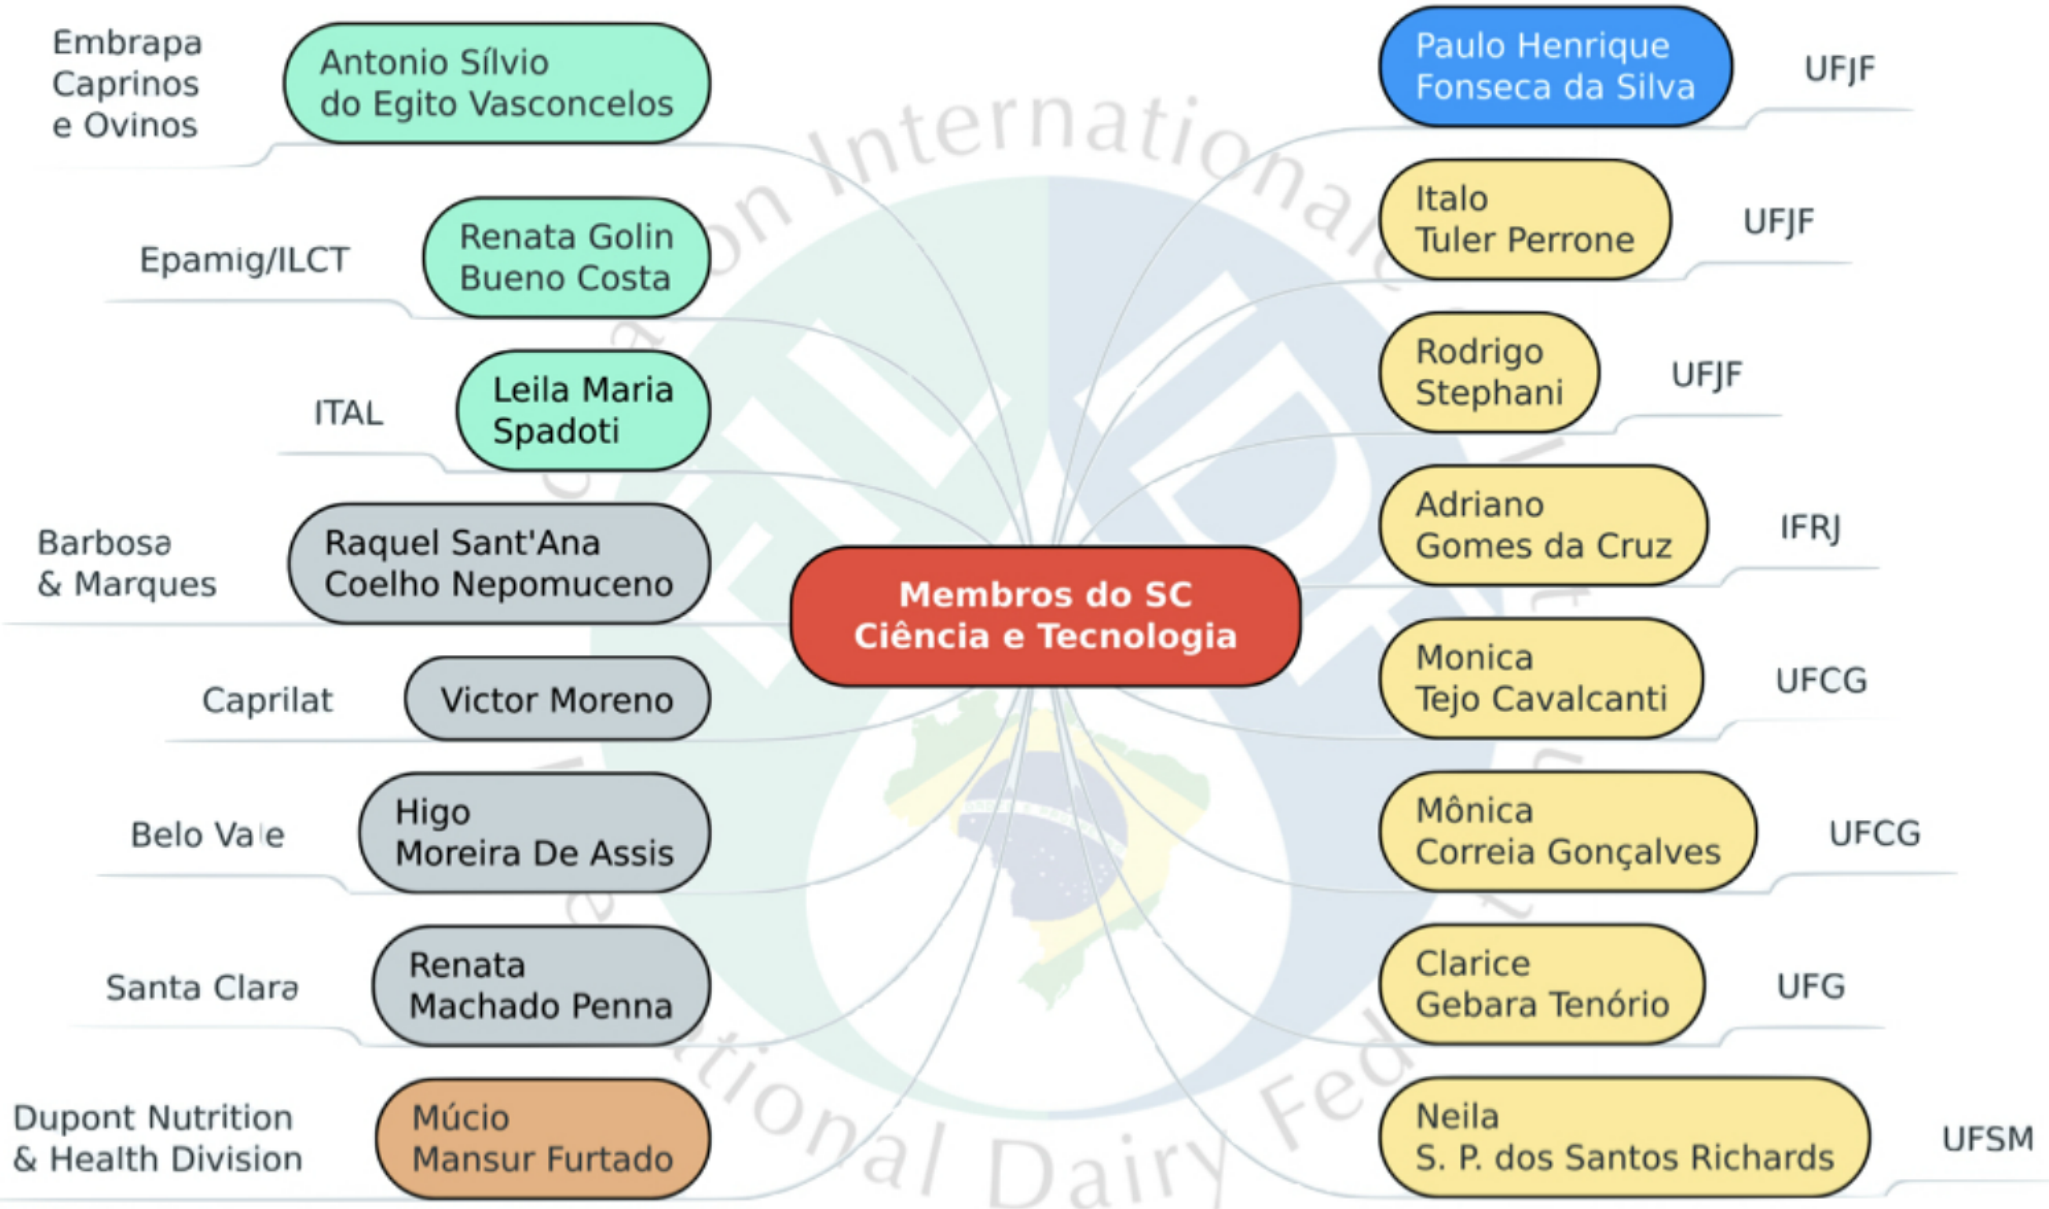 Embrapa
Caprinos
e Ovinos
Antonio Sílvio
do Egito Vasconcelos
Epamig/ILCT
Renata Golin
Bueno Costa
ITAL
Leila Maria
Spadoti
Barbosa
& Marques
Raquel Sant'Ana
Coelho Nepomuceno
Caprilat
Victor Moreno
Belo Vale
Higo
Moreira De Assis
Santa Clara
Renata
Machado Penna
Dupont Nutrition
& Health Division
Múcio
Mansur Furtado
Membros do SC
Ciência e Tecnologia
Paulo Henrique
Fonseca da Silva
UFJF
Italo
Tuler Perrone
UFJF
Rodrigo
Stephani
UFJF
Adriano
Gomes da Cruz
IFRJ
Monica
Tejo Cavalcanti
UFCG
Mônica
Correia Gonçalves
UFCG
Clarice
Gebara Tenório
UFG
Neila
S. P. dos Santos Richards
UFSM
International
FIL
IDF
Dairy